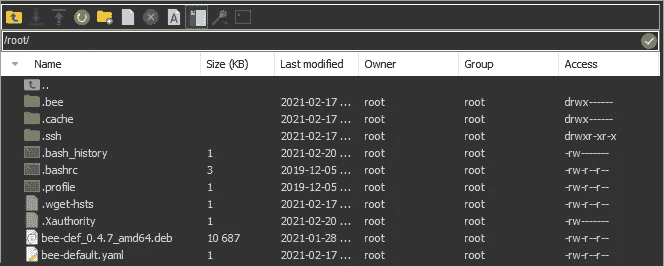 /root/
Name Size (KB) Last modified Owner Group Access
..
.bee 2021-02-17 ... root root drwx------
.cache 2021-02-17 ... root root drwx------
.ssh 2021-02-17 ... root root drwxr-xr-x
.bash_history 1 2021-02-20 ... root root -rw-------
.bashrc 3 2019-12-05 ... root root -rw-r--r--
.profile 1 2019-12-05 ... root root -rw-r--r--
.wget-hsts 1 2021-02-17 ... root root -rw-r--r--
.Xauthority 1 2021-02-20 ... root root -rw-------
bee-clef_0.4.7_amd64.deb 10 687 2021-01-28 ... root root -rw-r--r--
bee-default.yaml 1 2021-02-17 ... root root -rw-r--r--